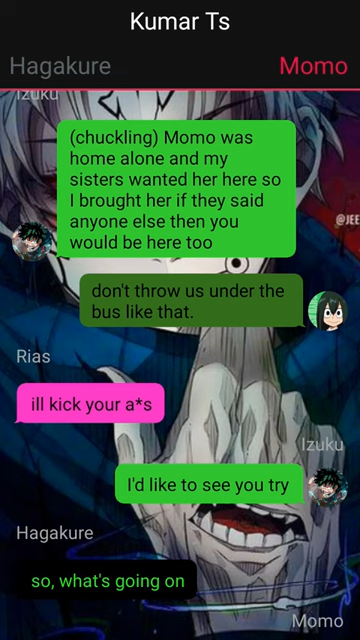 Kumar Ts
Hagakure Momo
Izuku
(chuckling) Momo was
home alone and my
sisters wanted her here so
I brought her if they said
anyone else then you
would be here too
@JEE
don't throw us under the
bus like that.
Rias
ill kick your a*s
Izuku
I'd like to see you try
Hagakure
so, what's going on
Momo